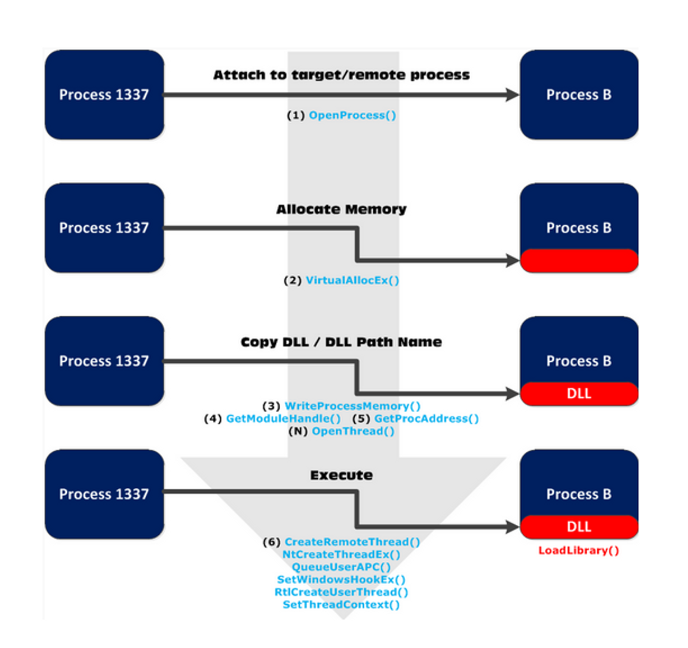 Attach to target/remote process
Process 1337
Process B
(1) OpenProcess()
Allocate Memory
Process 1337
Process B
(2) VirtualAllocEx()
Copy DLL / DLL Path Name
Process 1337
Process B
DLL
(3) WriteProcessMemory()
(4) GetModuleHandle() (5) GetProcAddress()
(N) OpenThread()
Execute
Process 1337
Process B
DLL
(6) CreateRemoteThread()
LoadLibrary()
NtCreateThreadEx()
QueueUserAPC()
SetWindowsHookEx()
RtlCreateUserThread()
SetThreadContext()